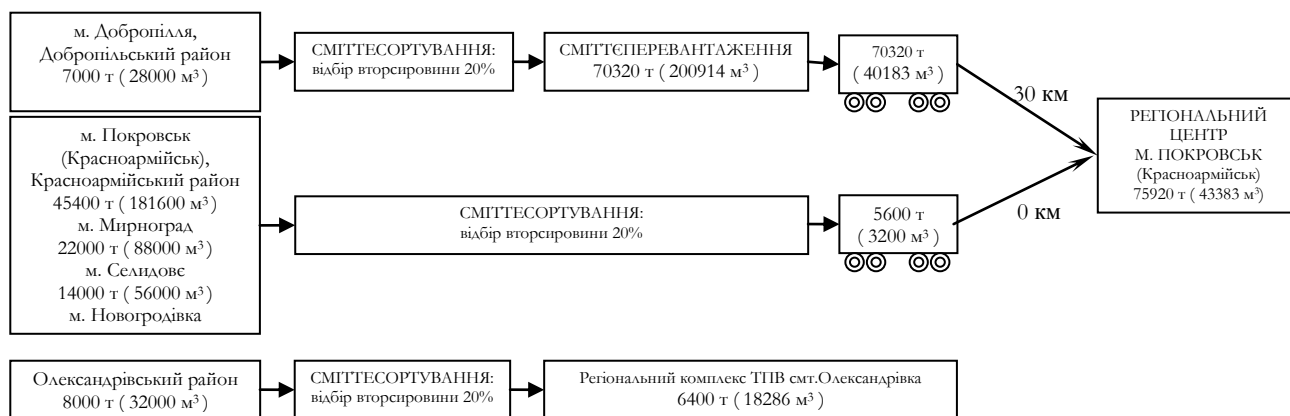 м. Добропілля,
Добропільський район
7000 т ( 28000 м³)
СМІТТЕСОРТУВАННЯ:
відбір вторсировини 20%
СМІТТЄПЕРЕВАНТАЖЕННЯ
70320 т ( 200914 м³ )
70320 т
( 40183 м³ )
30 км
м. Покровськ
(Красноармійськ),
Красноармійський район
45400 т ( 181600 м³)
м. Мирноград
22000 т ( 88000 м³)
м. Селидовє
14000 т ( 56000 м³)
м. Новогродівка
СМІТТЕСОРТУВАННЯ:
відбір вторсировини 20%
5600 т
( 3200 м³ )
0 км
РЕГІОНАЛЬНИЙ
ЦЕНТР
М. ПОКРОВСЬК
(Красноармійськ)
75920 т ( 43383 м³)
Олександрівський район
8000 т ( 32000 м³)
СМІТТЕСОРТУВАННЯ:
відбір вторсировини 20%
Регіональний комплекс ТПВ смт.Олександрівка
6400 т ( 18286 м³ )